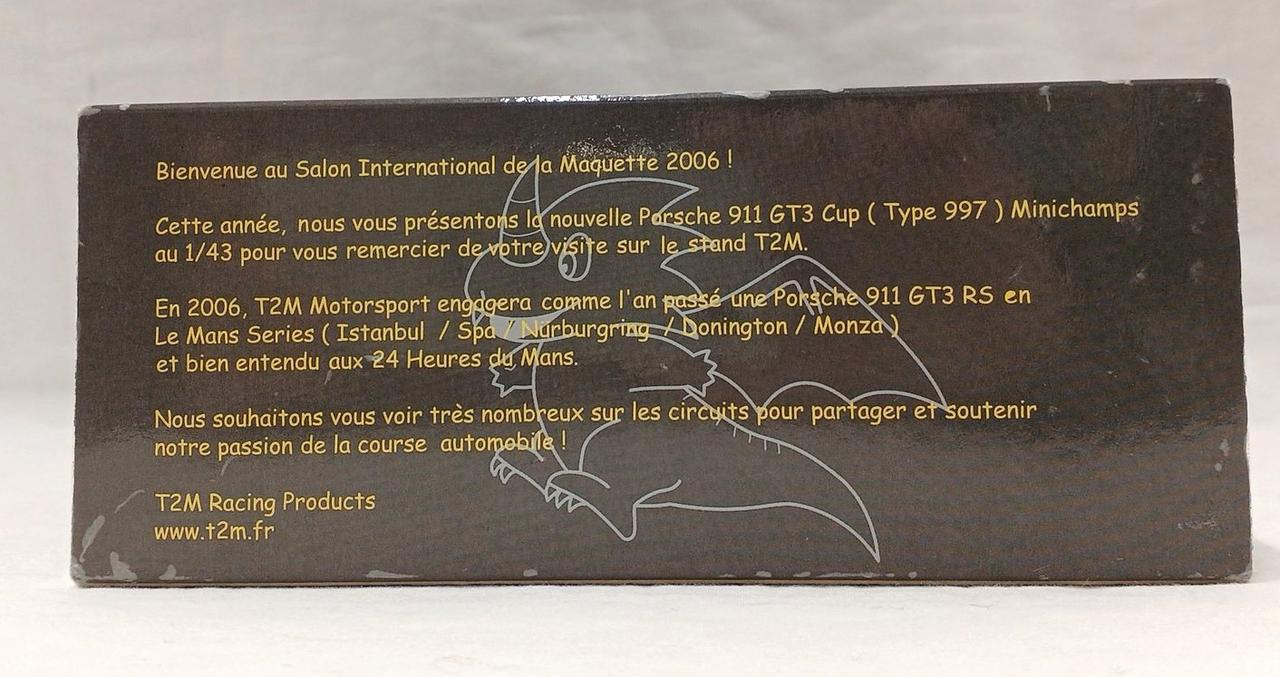 Bienvenue au Salon International de la Maquette 2006 !
Cette année, nous vous présentons la nouvelle Porsche 911 GT3 Cup ( Type 997 ) Minichamps
au 1/43 pour vous remercier de votre visite sur le stand T2M.
En 2006, T2M Motorsport engagera comme l'an passé une Porsche 911 GT3 RS en
Le Mans Series ( Istanbul / Spa / Nürburgring / Donington / Monza )
et bien entendu aux 24 Heures du Mans.
Nous souhaitons vous voir très nombreux sur les circuits pour partager et soutenir
notre passion de la course automobile !
T2M Racing Products
www.t2m.fr